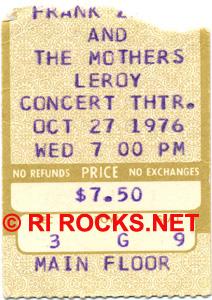 FRANK Z
AND
THE MOTHERS
LEROY
CONCERT THTR.
OCT 27 1976
WED 7 00 PM
NO REFUNDS PRICE NO EXCHANGES
$7.50
© RI ROCKS.NET
3 G 9
MAIN FLOOR